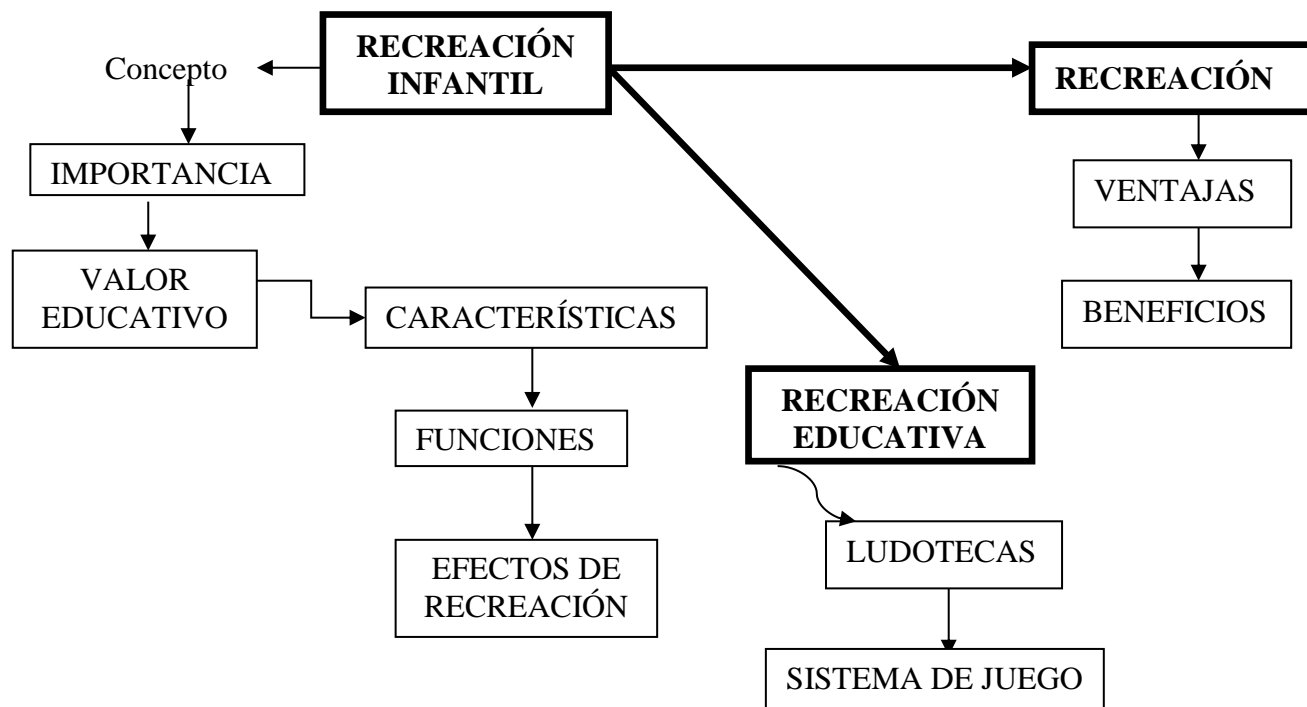 RECREACIÓN
INFANTIL
Concepto
RECREACIÓN
IMPORTANCIA
VENTAJAS
VALOR
EDUCATIVO
CARACTERÍSTICAS
BENEFICIOS
RECREACIÓN
EDUCATIVA
FUNCIONES
LUDOTECAS
EFECTOS DE
RECREACIÓN
SISTEMA DE JUEGO